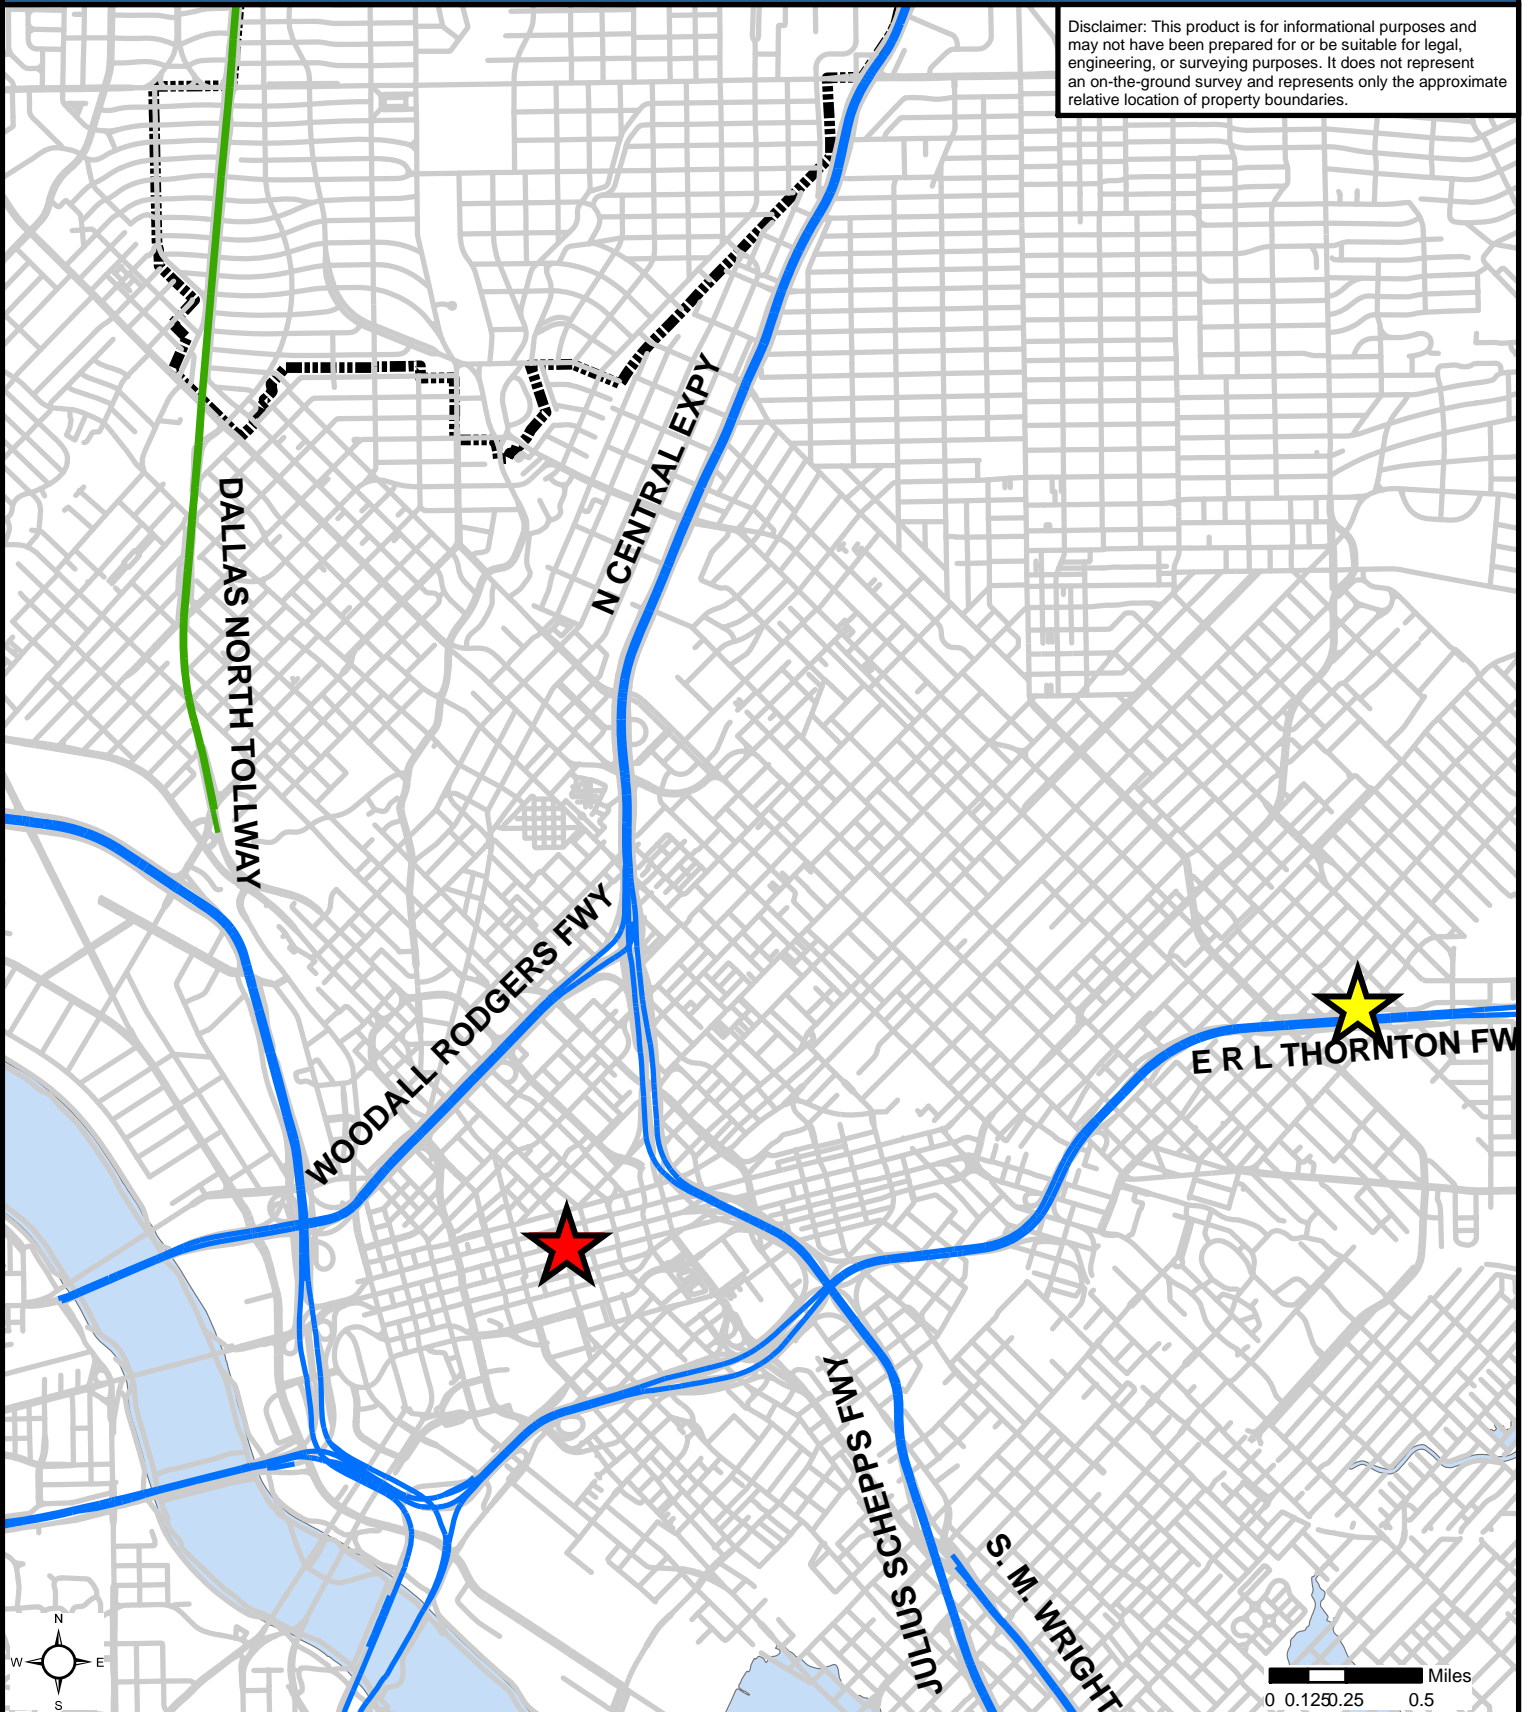 Disclaimer: This product is for informational purposes and
may not have been prepared for or be suitable for legal,
engineering, or surveying purposes. It does not represent
an on-the-ground survey and represents only the approximate
relative location of property boundaries.
N CENTRAL EXPY
DALLAS NORTH TOLLWAY
WOODALL RODGERS FWY
E R L THORNTON FW
JULIUS SCHEPPS FWY
S. M. WRIGHT
N
W E
S
Miles
0 0.125 0.25 0.5